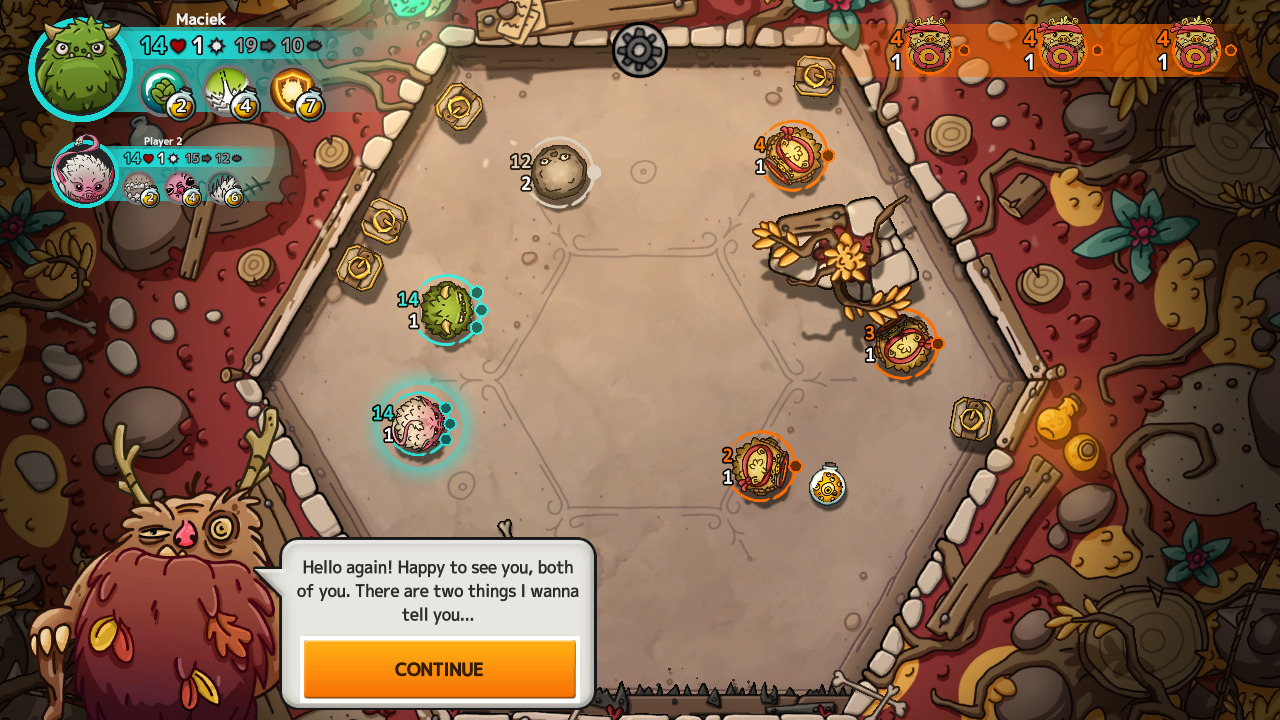 Maciek
14 1 19 10
2 4 7
Player 2
14 1 15 12
2 4 6
4 4 4
1 1 1
12
2
4
1
14
1
3
1
14
1
2
1
Hello again! Happy to see you, both
of you. There are two things I wanna
tell you...
CONTINUE